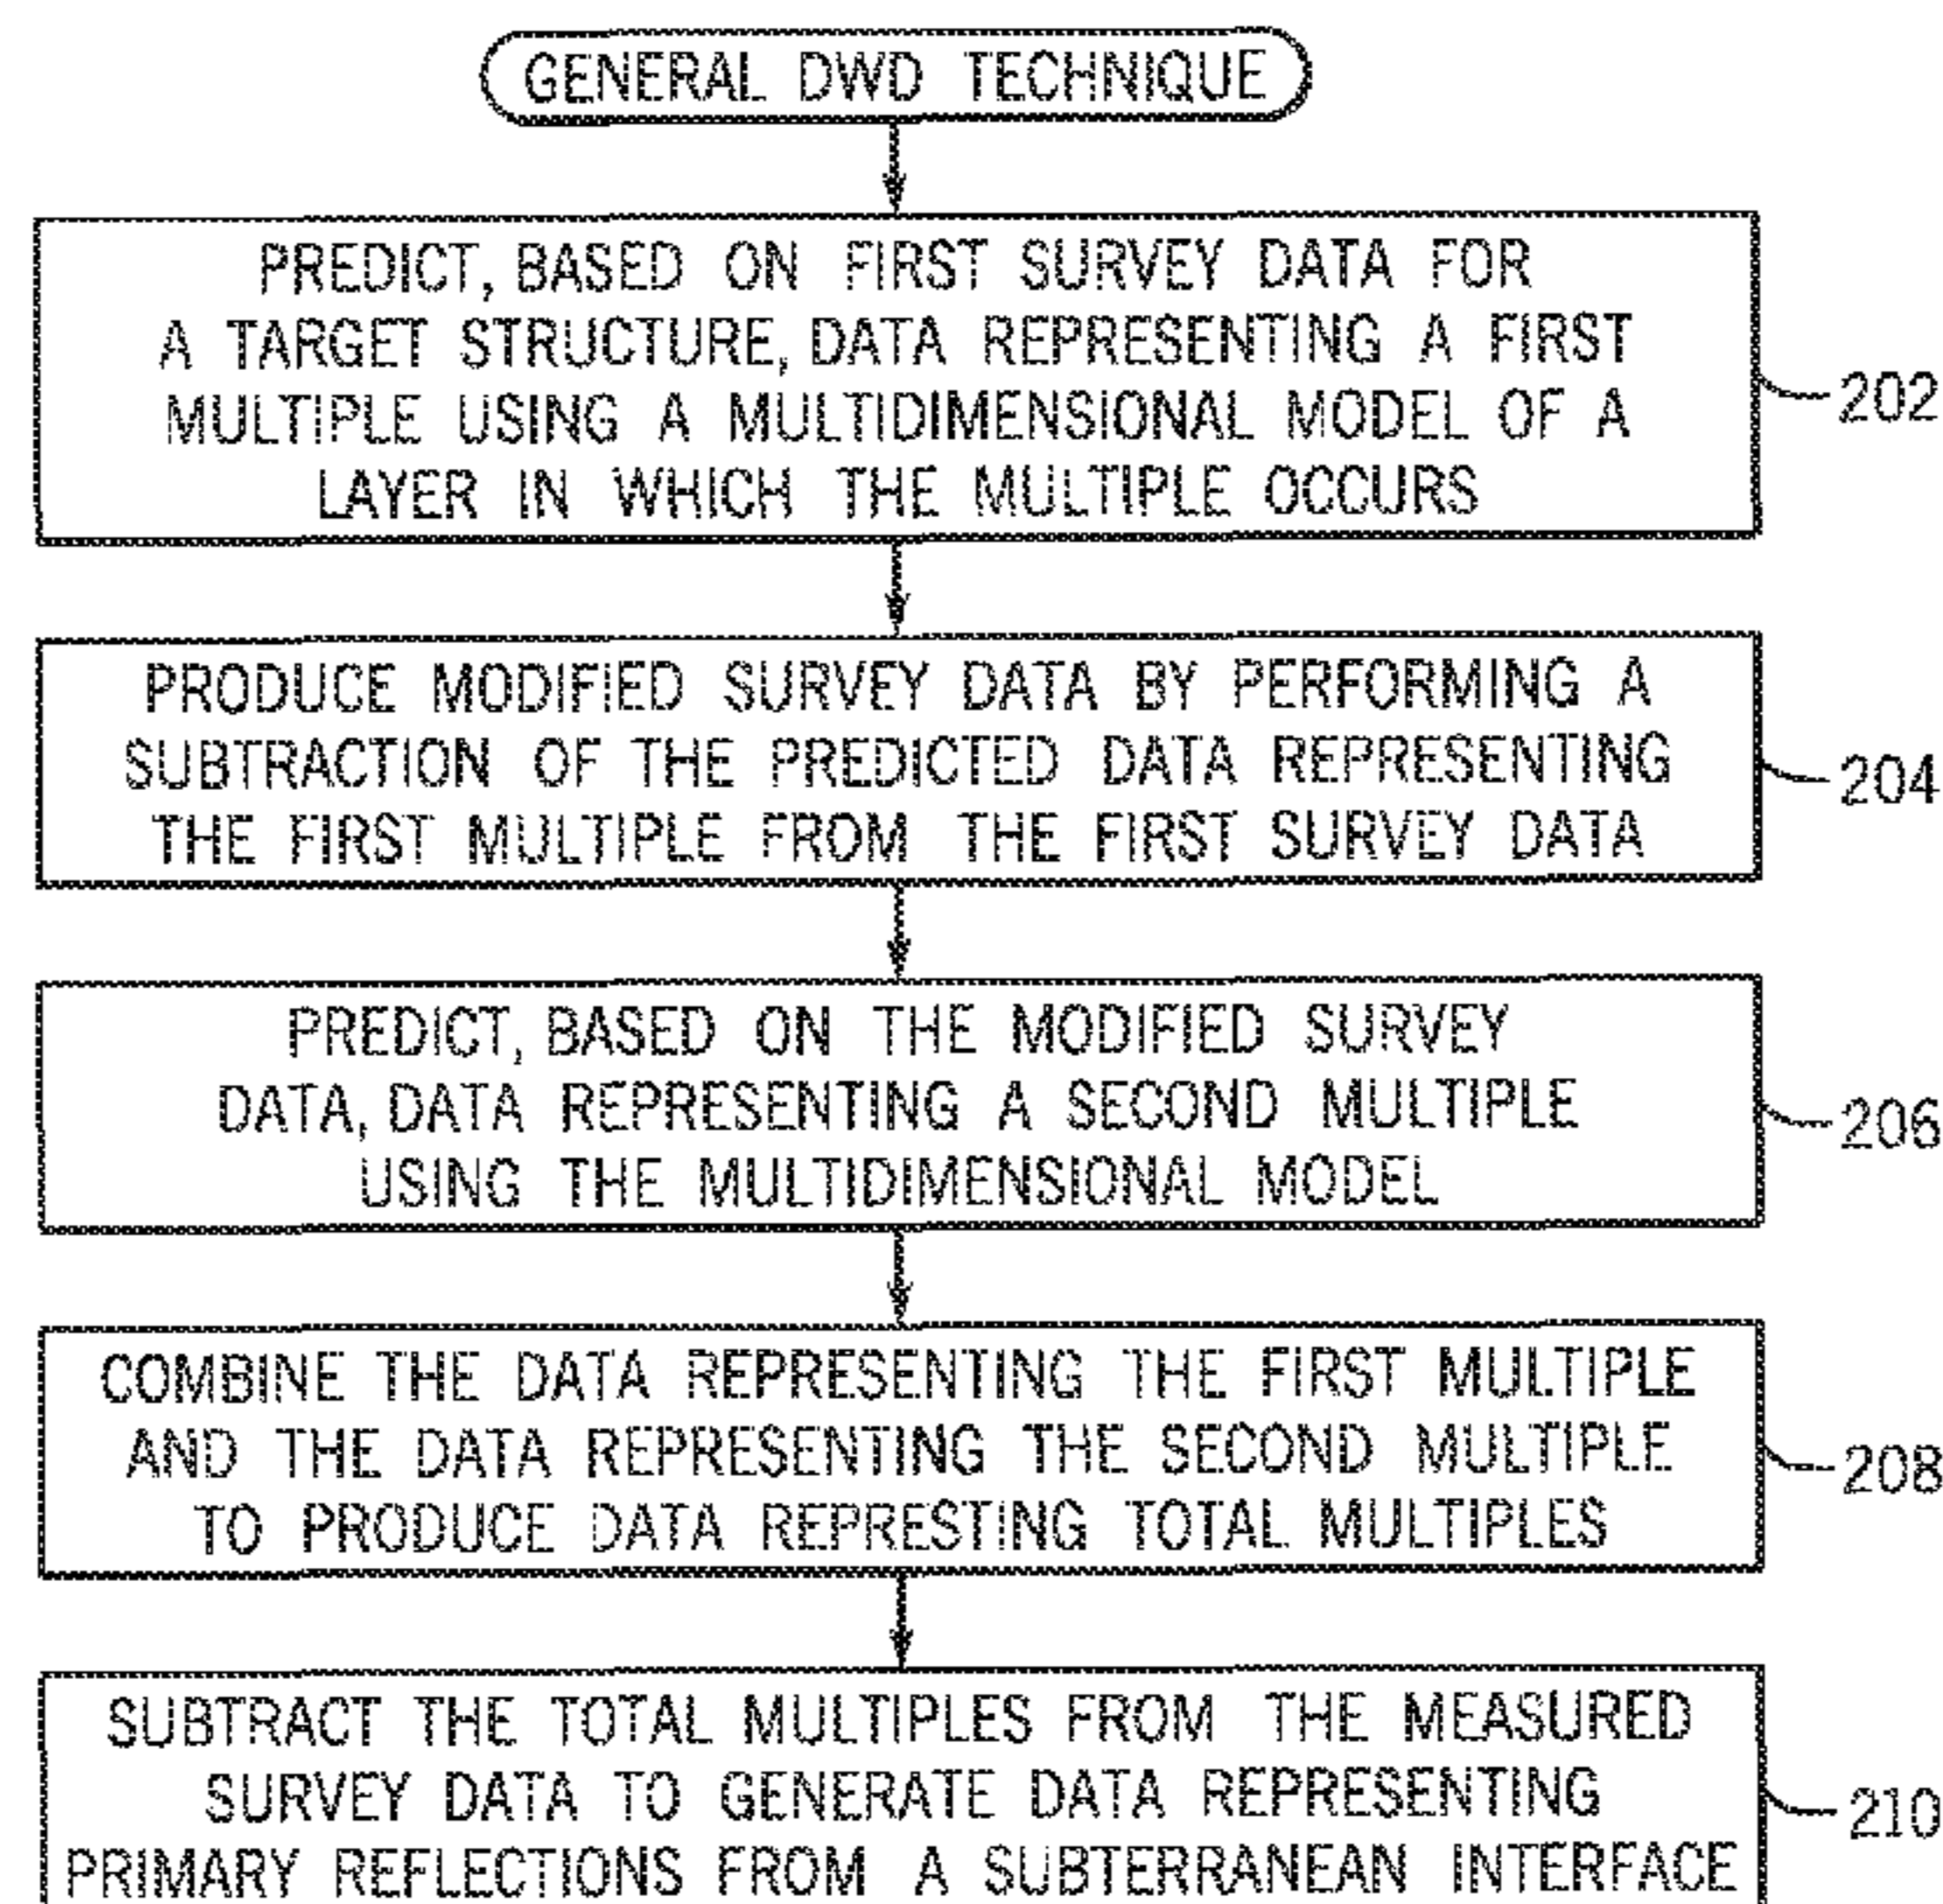 GENERAL DWD TECHNIQUE
PREDICT, BASED ON FIRST SURVEY DATA FOR
A TARGET STRUCTURE, DATA REPRESENTING A FIRST
MULTIPLE USING A MULTIDIMENSIONAL MODEL OF A
LAYER IN WHICH THE MULTIPLE OCCURS
202
PRODUCE MODIFIED SURVEY DATA BY PERFORMING A
SUBTRACTION OF THE PREDICTED DATA REPRESENTING
THE FIRST MULTIPLE FROM THE FIRST SURVEY DATA
204
PREDICT, BASED ON THE MODIFIED SURVEY
DATA, DATA REPRESENTING A SECOND MULTIPLE
USING THE MULTIDIMENSIONAL MODEL
206
COMBINE THE DATA REPRESENTING THE FIRST MULTIPLE
AND THE DATA REPRESENTING THE SECOND MULTIPLE
TO PRODUCE DATA REPRESTING TOTAL MULTIPLES
208
SUBTRACT THE TOTAL MULTIPLES FROM THE MEASURED
SURVEY DATA TO GENERATE DATA REPRESENTING
PRIMARY REFLECTIONS FROM A SUBTERRANEAN INTERFACE
210